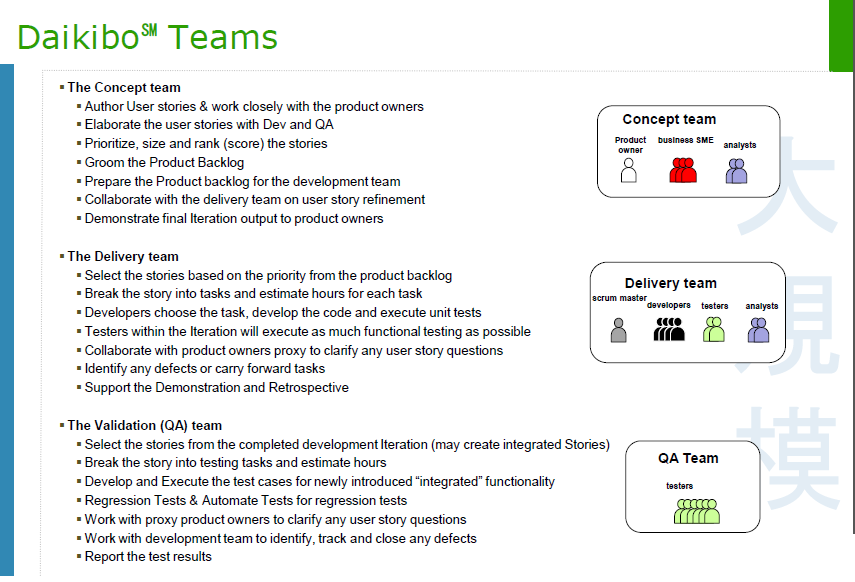 Daikibo℠ Teams
▪ The Concept team
▪ Author User stories & work closely with the product owners
▪ Elaborate the user stories with Dev and QA
▪ Prioritize, size and rank (score) the stories
▪ Groom the Product Backlog
▪ Prepare the Product backlog for the development team
▪ Collaborate with the delivery team on user story refinement
▪ Demonstrate final Iteration output to product owners
Concept team
Product owner
business SME
analysts
▪ The Delivery team
▪ Select the stories based on the priority from the product backlog
▪ Break the story into tasks and estimate hours for each task
▪ Developers choose the task, develop the code and execute unit tests
▪ Testers within the Iteration will execute as much functional testing as possible
▪ Collaborate with product owners proxy to clarify any user story questions
▪ Identify any defects or carry forward tasks
▪ Support the Demonstration and Retrospective
Delivery team
scrum master
developers
testers
analysts
▪ The Validation (QA) team
▪ Select the stories from the completed development Iteration (may create integrated Stories)
▪ Break the story into testing tasks and estimate hours
▪ Develop and Execute the test cases for newly introduced “integrated” functionality
▪ Regression Tests & Automate Tests for regression tests
▪ Work with proxy product owners to clarify any user story questions
▪ Work with development team to identify, track and close any defects
▪ Report the test results
QA Team
testers
大
規
模